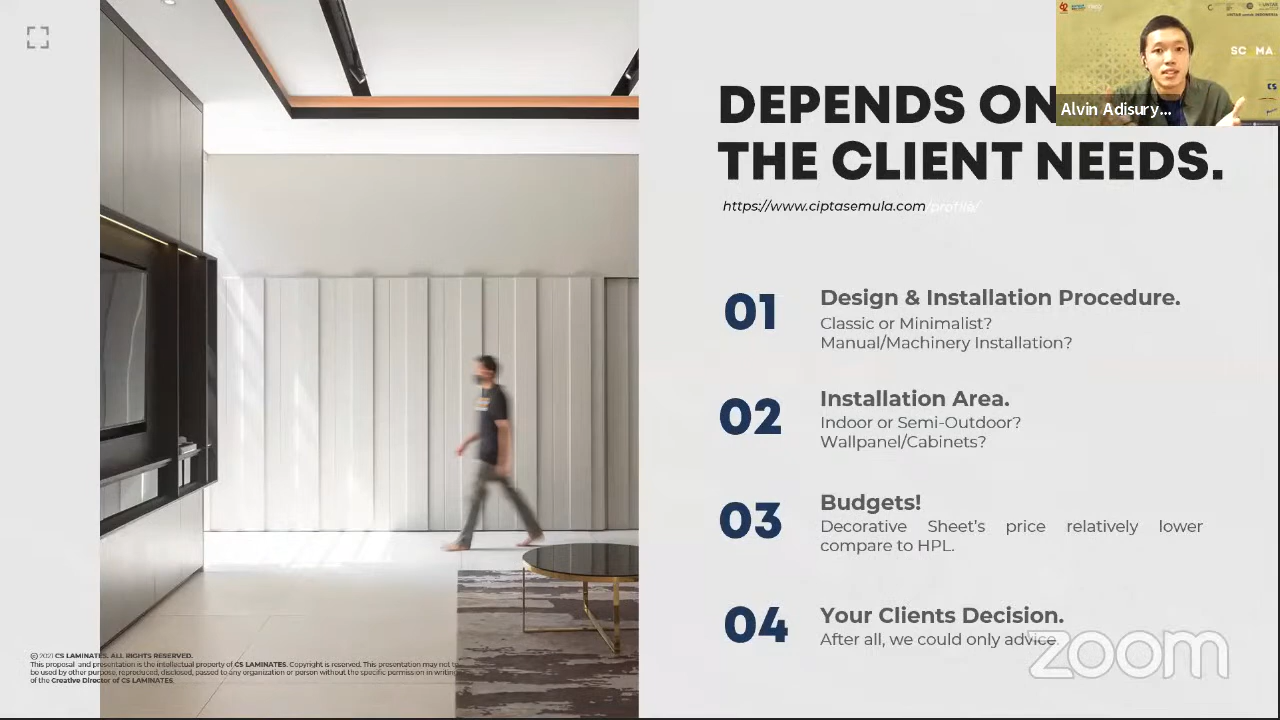 SC MA
CS
Alvin Adisury...
DEPENDS ON
THE CLIENT NEEDS.
https://www.ciptasemula.com/profile/
01
Design & Installation Procedure.
Classic or Minimalist?
Manual/Machinery Installation?
02
Installation Area.
Indoor or Semi-Outdoor?
Wallpanel/Cabinets?
03
Budgets!
Decorative Sheet's price relatively lower
compare to HPL.
04
Your Clients Decision.
After all, we could only advice.
zoom
© 2021 CS LAMINATES. ALL RIGHTS RESERVED.
This proposal and presentation is the intellectual property of CS LAMINATES. Copyright is reserved. This presentation may not to
be used by other purpose, reproduced, disclosed, passed to any organization or person without the specific permission in writing
of the Creative Director of CS LAMINATES.